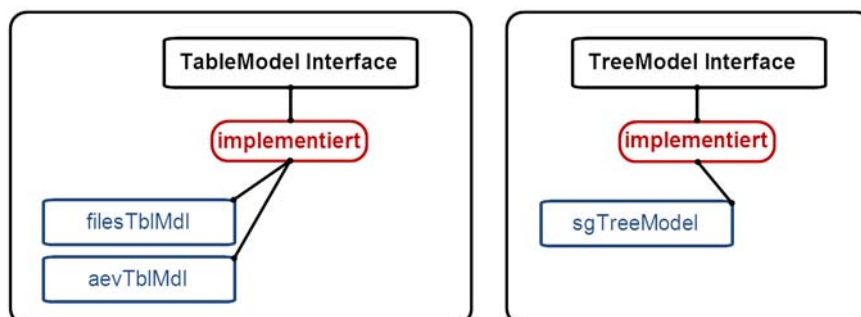 TableModel Interface
implementiert
filesTblMdl
aevTblMdl
TreeModel Interface
implementiert
sgTreeModel